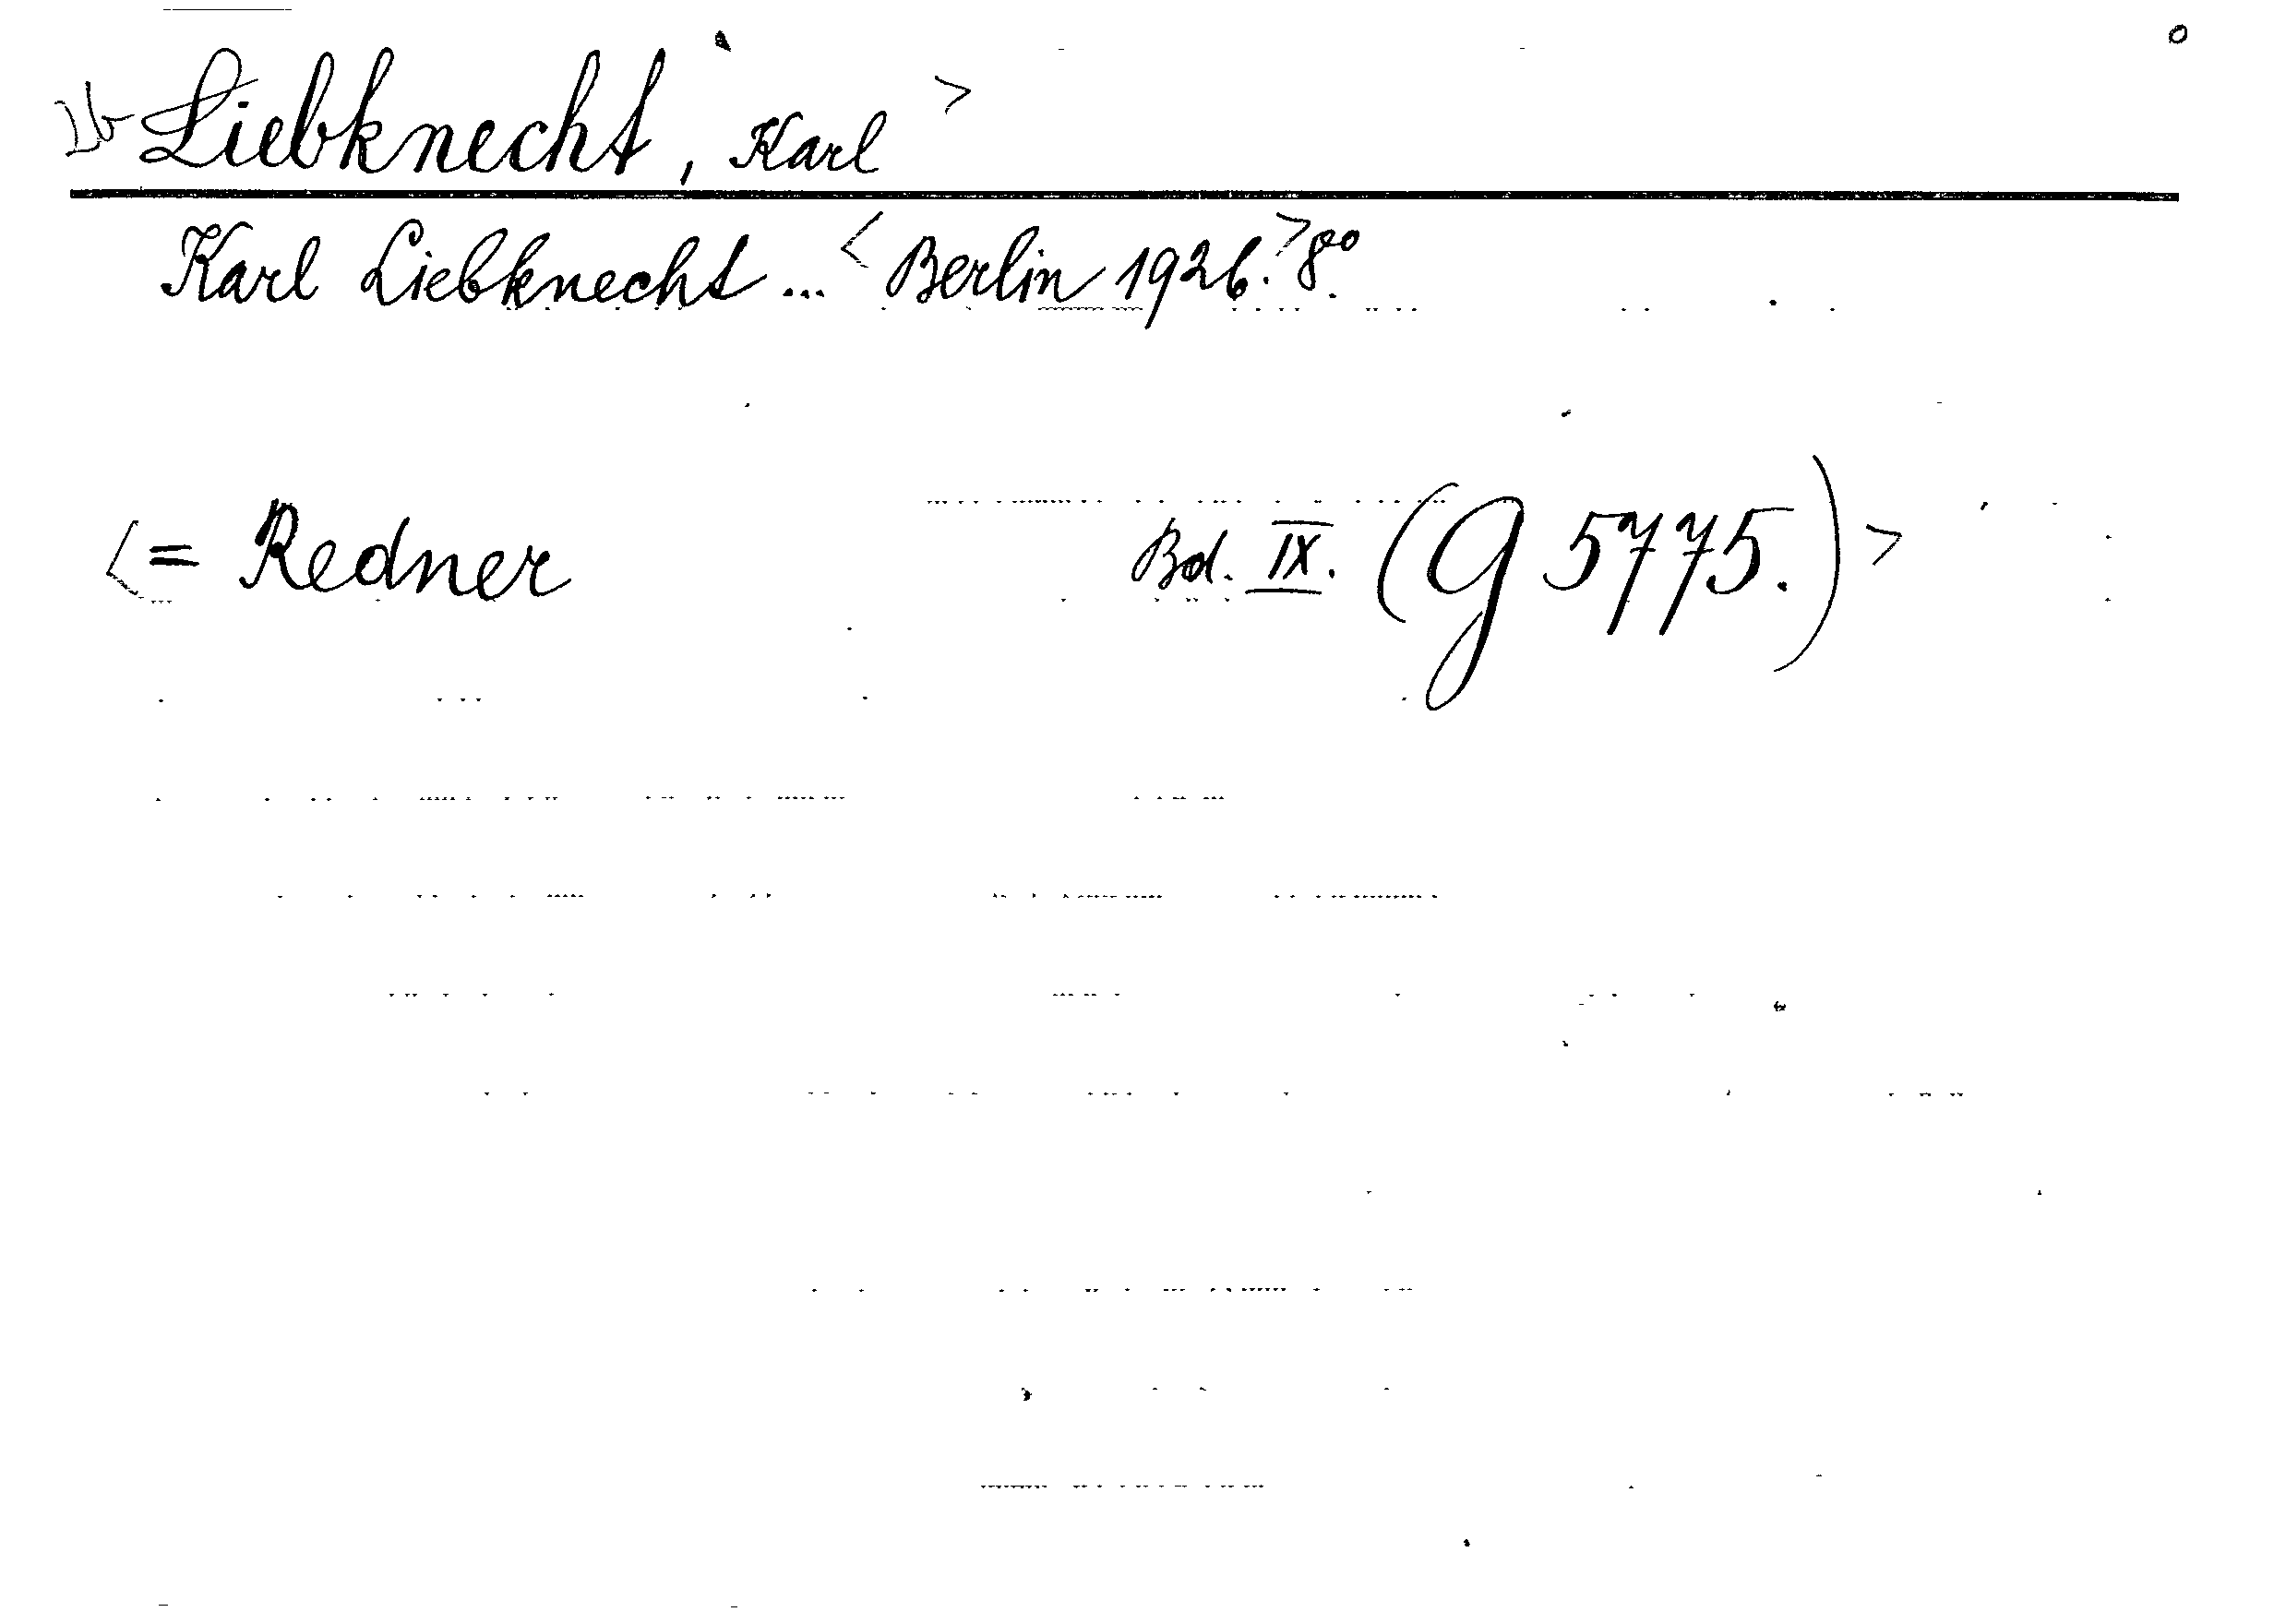 Liebknecht, Karl >
Karl Liebknecht ... < Berlin 1926. > 8°.
< = Redner Bd. IX. (G 5775.) >